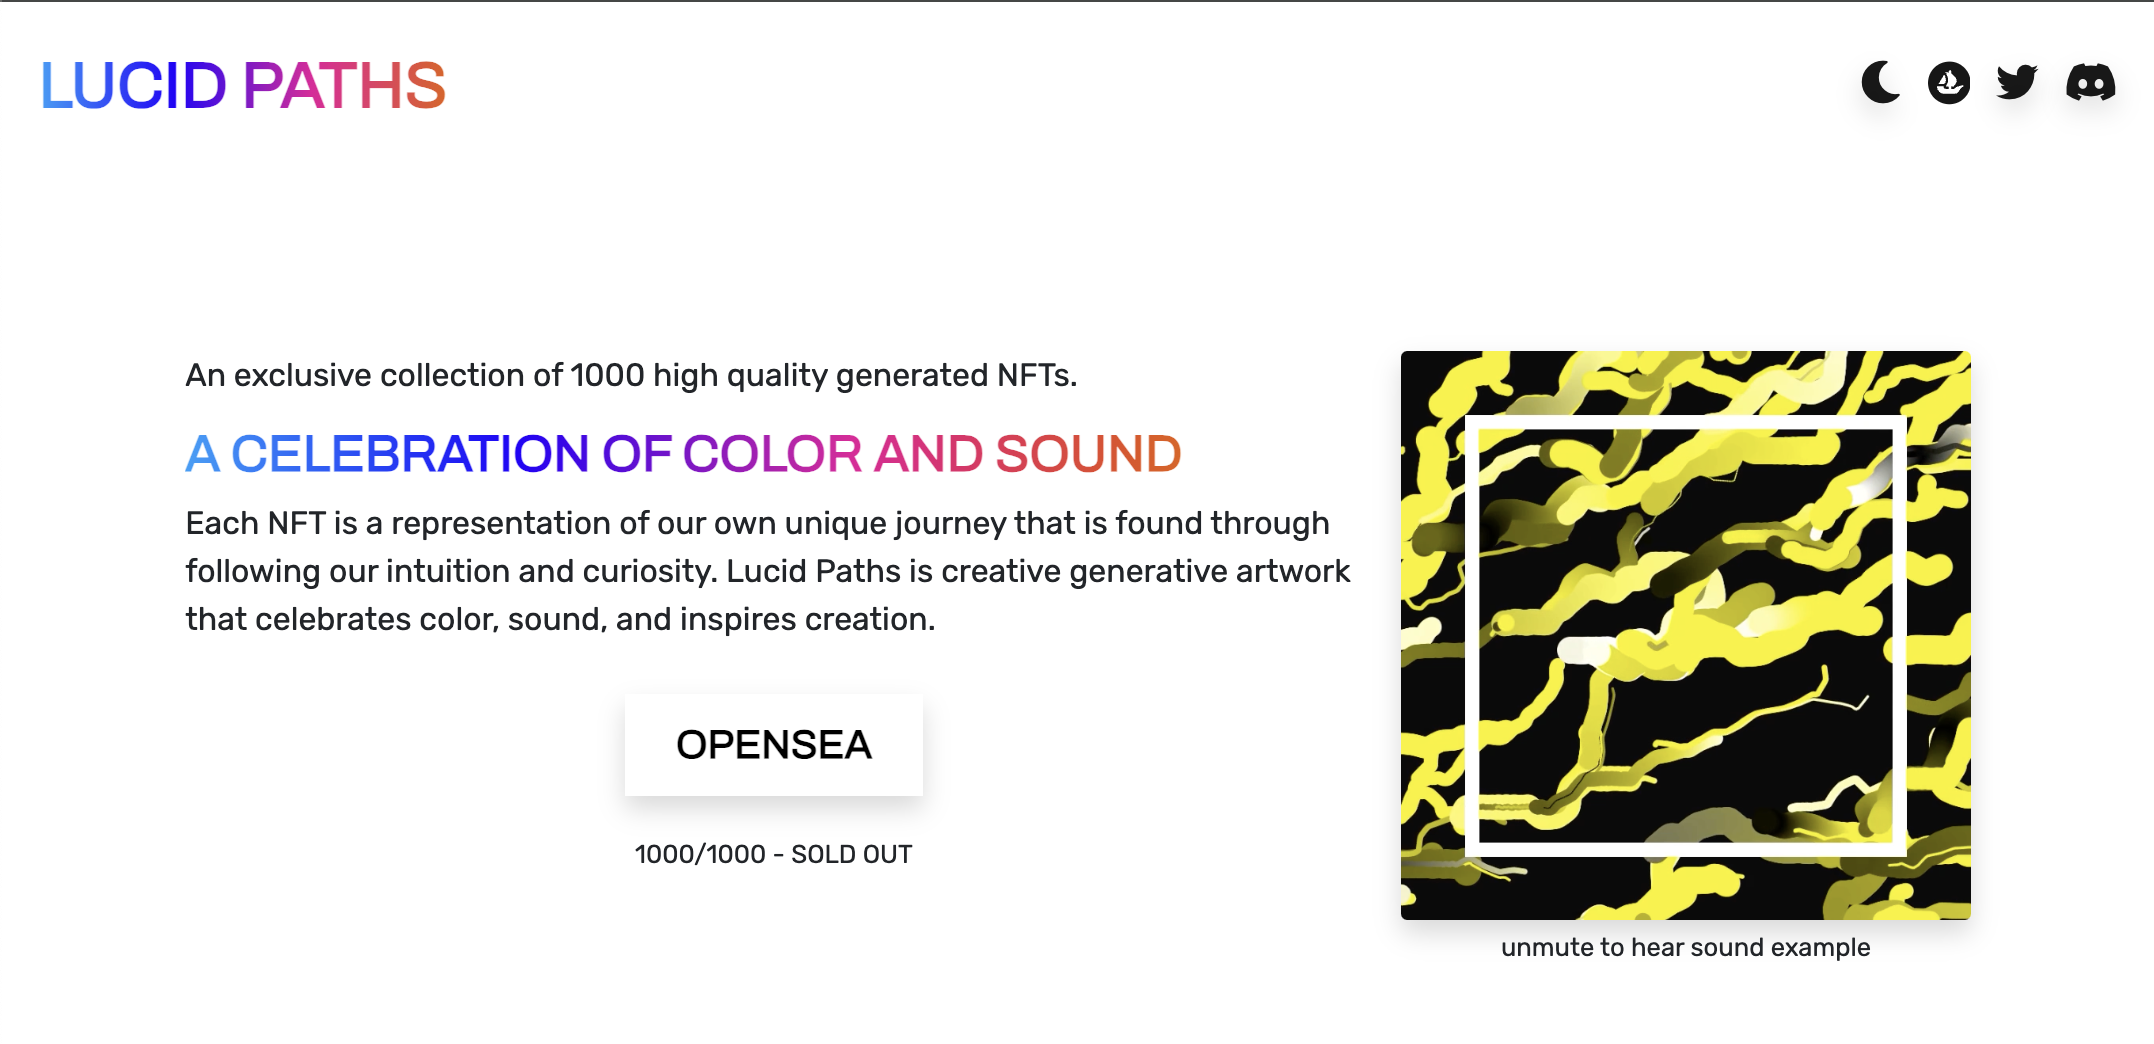 LUCID PATHS
An exclusive collection of 1000 high quality generated NFTs.
A CELEBRATION OF COLOR AND SOUND
Each NFT is a representation of our own unique journey that is found through
following our intuition and curiosity. Lucid Paths is creative generative artwork
that celebrates color, sound, and inspires creation.
OPENSEA
1000/1000 - SOLD OUT
unmute to hear sound example